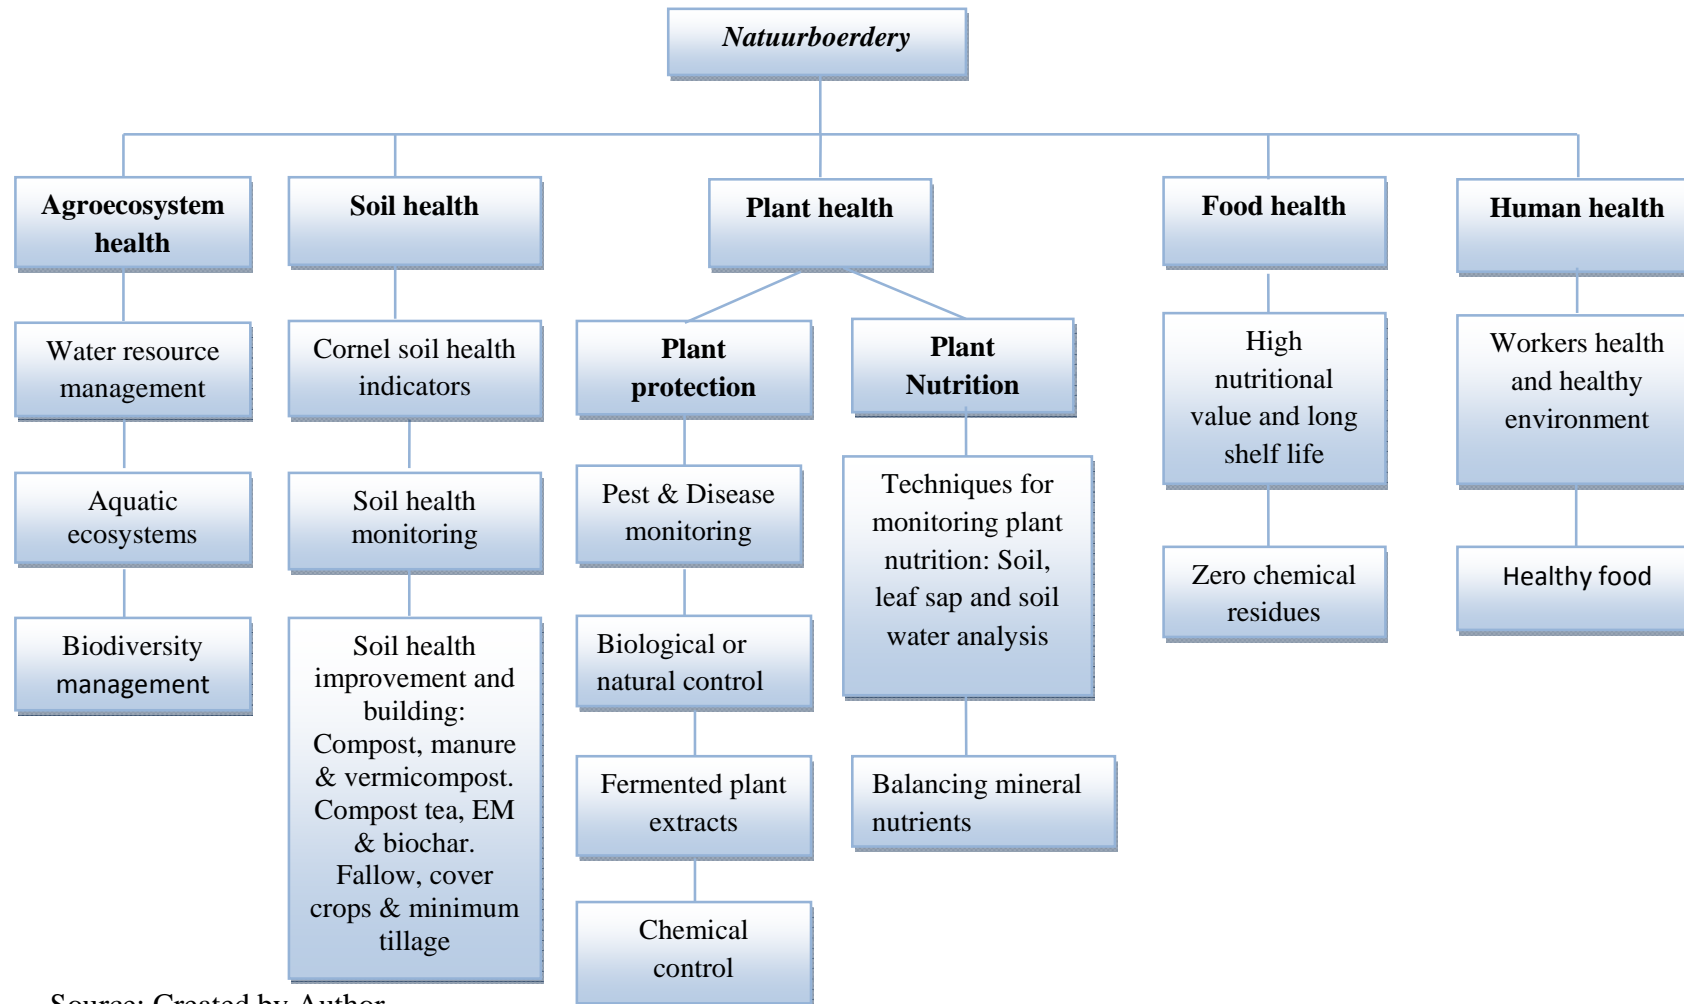 Natuurboerdery
Agroecosystem
health
Soil health
Plant health
Food health
Human health
Water resource
management
Cornel soil health
indicators
Plant
protection
Plant
Nutrition
High
nutritional
value and long
shelf life
Workers health
and healthy
environment
Aquatic
ecosystems
Soil health
monitoring
Pest & Disease
monitoring
Techniques for
monitoring plant
nutrition: Soil,
leaf sap and soil
water analysis
Zero chemical
residues
Healthy food
Biodiversity
management
Soil health
improvement and
building:
Compost, manure
& vermicompost.
Compost tea, EM
& biochar.
Fallow, cover
crops & minimum
tillage
Biological or
natural control
Fermented plant
extracts
Balancing mineral
nutrients
Chemical
control
Source: Created by Author